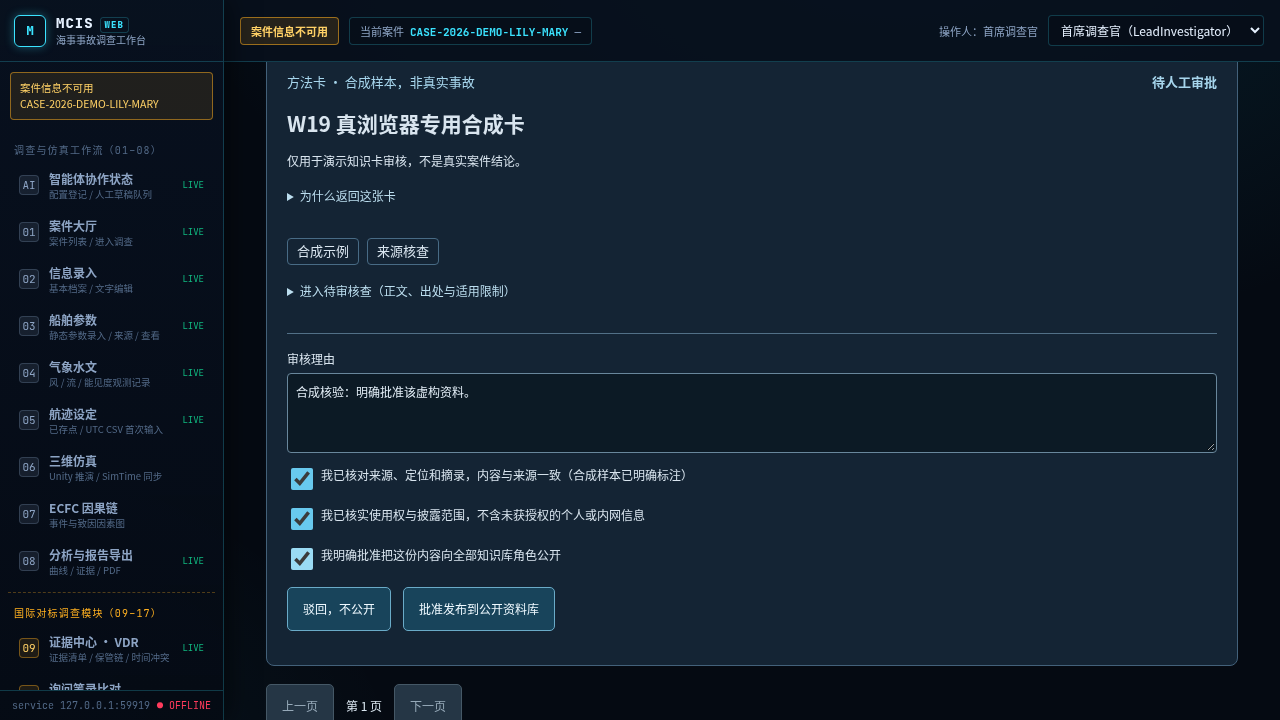 M
MCIS WEB
海事事故调查工作台
案件信息不可用
当前案件 CASE-2026-DEMO-LILY-MARY —
操作人：首席调查官
首席调查官（LeadInvestigator）
案件信息不可用
CASE-2026-DEMO-LILY-MARY
调查与仿真工作流（01-08）
AI 智能体协作状态 LIVE
配置登记 / 人工草稿队列
01 案件大厅 LIVE
案件列表 / 进入调查
02 信息录入 LIVE
基本档案 / 文字编辑
03 船舶参数 LIVE
静态参数录入 / 来源 / 查看
04 气象水文 LIVE
风 / 流 / 能见度观测记录
05 航迹设定 LIVE
已存点 / UTC CSV 首次输入
06 三维仿真
Unity 推演 / SimTime 同步
07 ECFC 因果链
事件与致因因素图
08 分析与报告导出 LIVE
曲线 / 证据 / PDF
国际对标调查模块（09-17）
09 证据中心 · VDR LIVE
证据清单 / 保管链 / 时间冲突
询问笔录比对
service 127.0.0.1:59919 OFFLINE
方法卡 · 合成样本，非真实事故
待人工审批
W19 真浏览器专用合成卡
仅用于演示知识卡审核，不是真实案件结论。
为什么返回这张卡
合成示例 来源核查
进入待审核查（正文、出处与适用限制）
审核理由
合成核验：明确批准该虚构资料。
我已核对来源、定位和摘录，内容与来源一致（合成样本已明确标注）
我已核实使用权与披露范围，不含未获授权的个人或内网信息
我明确批准把这份内容向全部知识库角色公开
驳回，不公开 批准发布到公开资料库
上一页 第 1 页 下一页